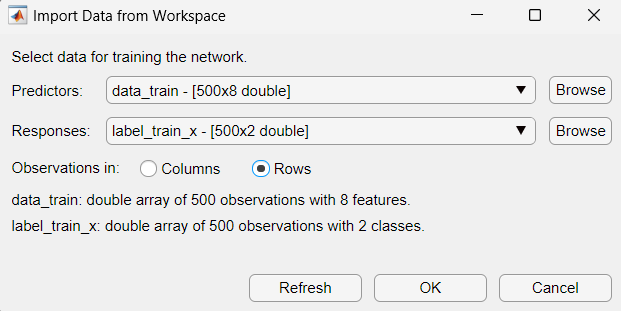 Import Data from Workspace
Select data for training the network.
Predictors: data_train - [500x8 double] Browse
Responses: label_train_x - [500x2 double] Browse
Observations in: Columns Rows
data_train: double array of 500 observations with 8 features.
label_train_x: double array of 500 observations with 2 classes.
Refresh OK Cancel